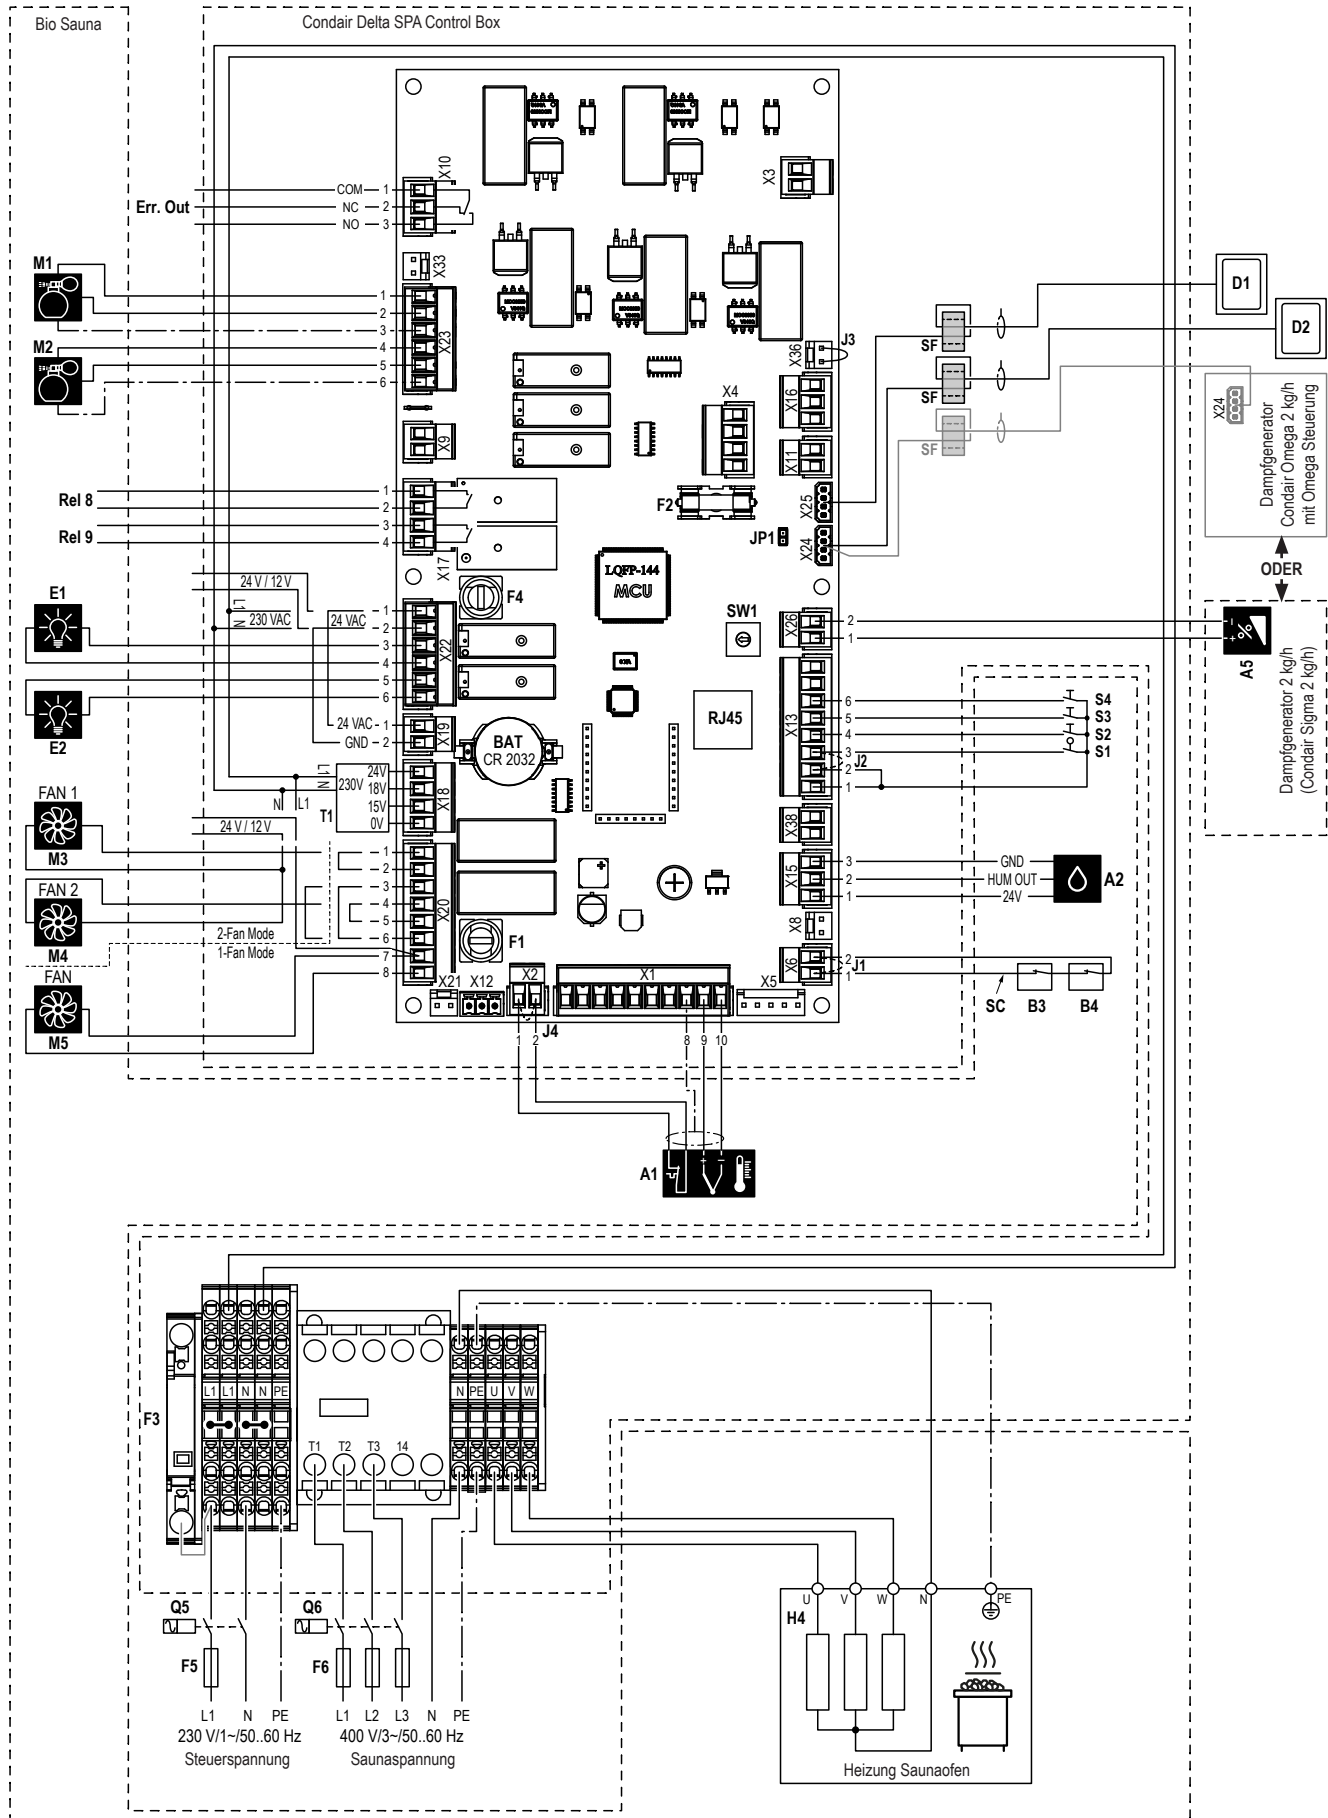 Bio Sauna
Condair Delta SPA Control Box
X10
COM 1
NC 2
NO 3
Err. Out
X3
M1
X33
1
2
3
4
5
6
X23
M2
X9
D1
D2
SF
SF
SF
J3
X36
X4
X16
X11
X25
X24
F2
JP1
X24
Dampfgenerator
Condair Omega 2 kg/h
mit Omega Steuerung
ODER
Rel 8
Rel 9
1
2
3
4
X17
LQFP-144
MCU
F4
SW1
X26
2
1
A5
- + %
Dampfgenerator 2 kg/h
(Condair Sigma 2 kg/h)
24 V / 12 V
L1
N
230 VAC
24 VAC
E1
1
2
3
4
5
6
X22
E2
24 VAC 1
GND 2
X19
BAT
CR 2032
RJ45
X13
6
5
4
3
2
1
J2
S4
S3
S2
S1
L1
N
230V
24V
18V
15V
0V
X18
T1
N
L1
24 V / 12 V
FAN 1
M3
FAN 2
M4
2-Fan Mode
1-Fan Mode
FAN
M5
1
2
3
4
5
6
7
8
X20
F1
X38
X15
3 GND
2 HUM OUT
1 24V
A2
X8
X6
2
1
J1
SC
B3
B4
X21
X12
X2
X1
X5
J4
1
2
8
9
10
A1
+ −
F3
L1 L1 N N PE
T1 T2 T3 14
N PE U V W
Q5
Q6
F5
F6
L1 N PE
230 V/1~/50..60 Hz
Steuerspannung
L1 L2 L3 N PE
400 V/3~/50..60 Hz
Saunaspannung
U V W N PE
H4
Heizung Saunaofen